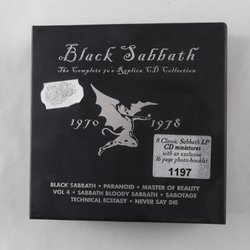 Black Sabbath
The Complete 70's Replica CD Collection
1970 1978
8 Classic Sabbath LP
CD miniatures
with an exclusive
16 page photo-booklet
1197
BLACK SABBATH • PARANOID • MASTER OF REALITY
VOL 4 • SABBATH BLOODY SABBATH • SABOTAGE
TECHNICAL ECSTASY • NEVER SAY DIE